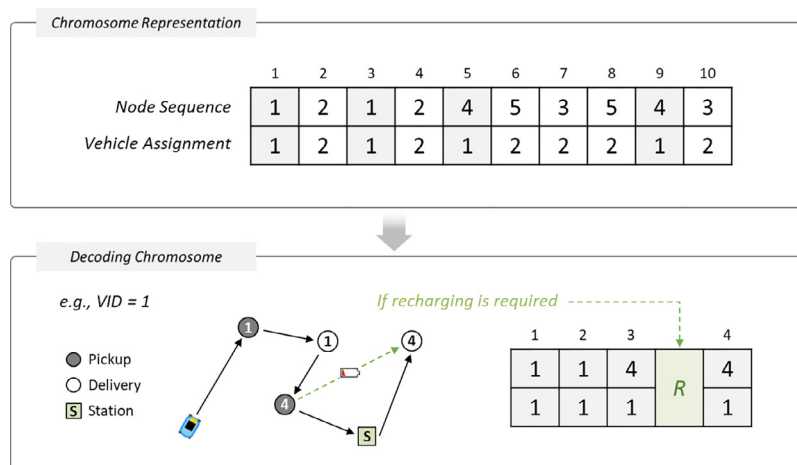 Chromosome Representation
1 2 3 4 5 6 7 8 9 10
Node Sequence 1 2 1 2 4 5 3 5 4 3
Vehicle Assignment 1 2 1 2 1 2 2 2 1 2
Decoding Chromosome
e.g., VID = 1
If recharging is required
Pickup
Delivery
S Station
1
1
4
4
S
1 2 3 4
1 1 4 R 4
1 1 1 1